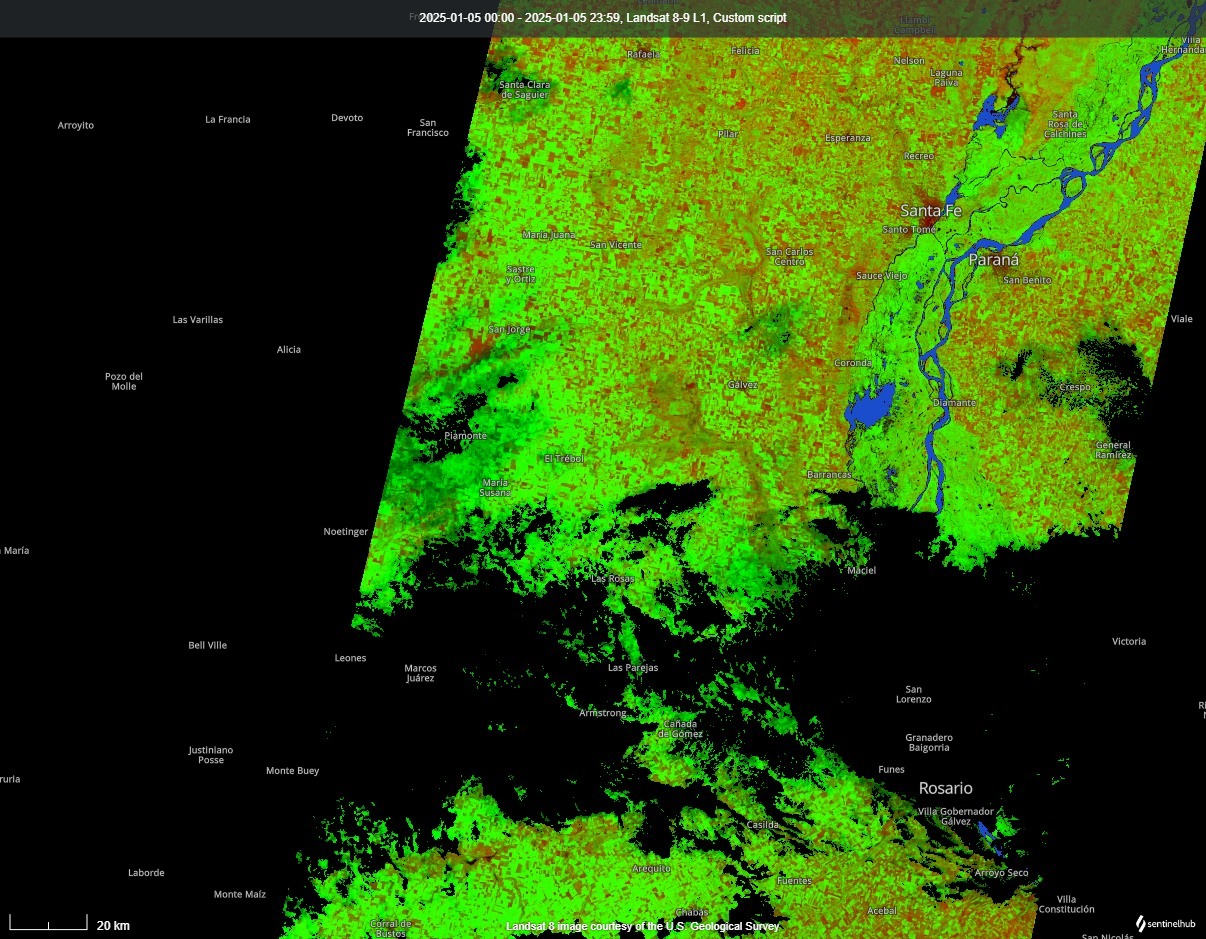 2025-01-05 00:00 - 2025-01-05 23:59, Landsat 8-9 L1, Custom script
Llambi
Campbell
Villa
Hernanda
Rafaela
Felicia
Nelson
Laguna
Paiva
Santa Clara
de Saguier
Arroyito
La Francia
Devoto
San
Francisco
Pilar
Esperanza
Santa
Rosa de
Calchines
Recreo
Santa Fe
Santo Tomé
María Juana
San Vicente
San Carlos
Centro
Paraná
Sastre
y Ortiz
Sauce Viejo
San Benito
Las Varillas
San Jorge
Viale
Alicia
Coronda
Pozo del
Molle
Gálvez
Crespo
Diamante
Piamonte
General
Ramírez
El Trébol
Barrancas
María
Susana
Noetinger
María
Maciel
Las Rosas
Bell Ville
Victoria
Leones
Marcos
Juárez
Las Parejas
San
Lorenzo
Armstrong
Cañada
de Gómez
Granadero
Baigorria
Justiniano
Posse
Monte Buey
Funes
ruria
Rosario
Villa Gobernador
Gálvez
Casilda
Laborde
Arequito
Arroyo Seco
Fuentes
Monte Maíz
Villa
Constitución
Chabás
Acebal
Corral de
Bustos
20 km
Landsat 8 image courtesy of the U.S. Geological Survey
sentinelhub
San Nicolás